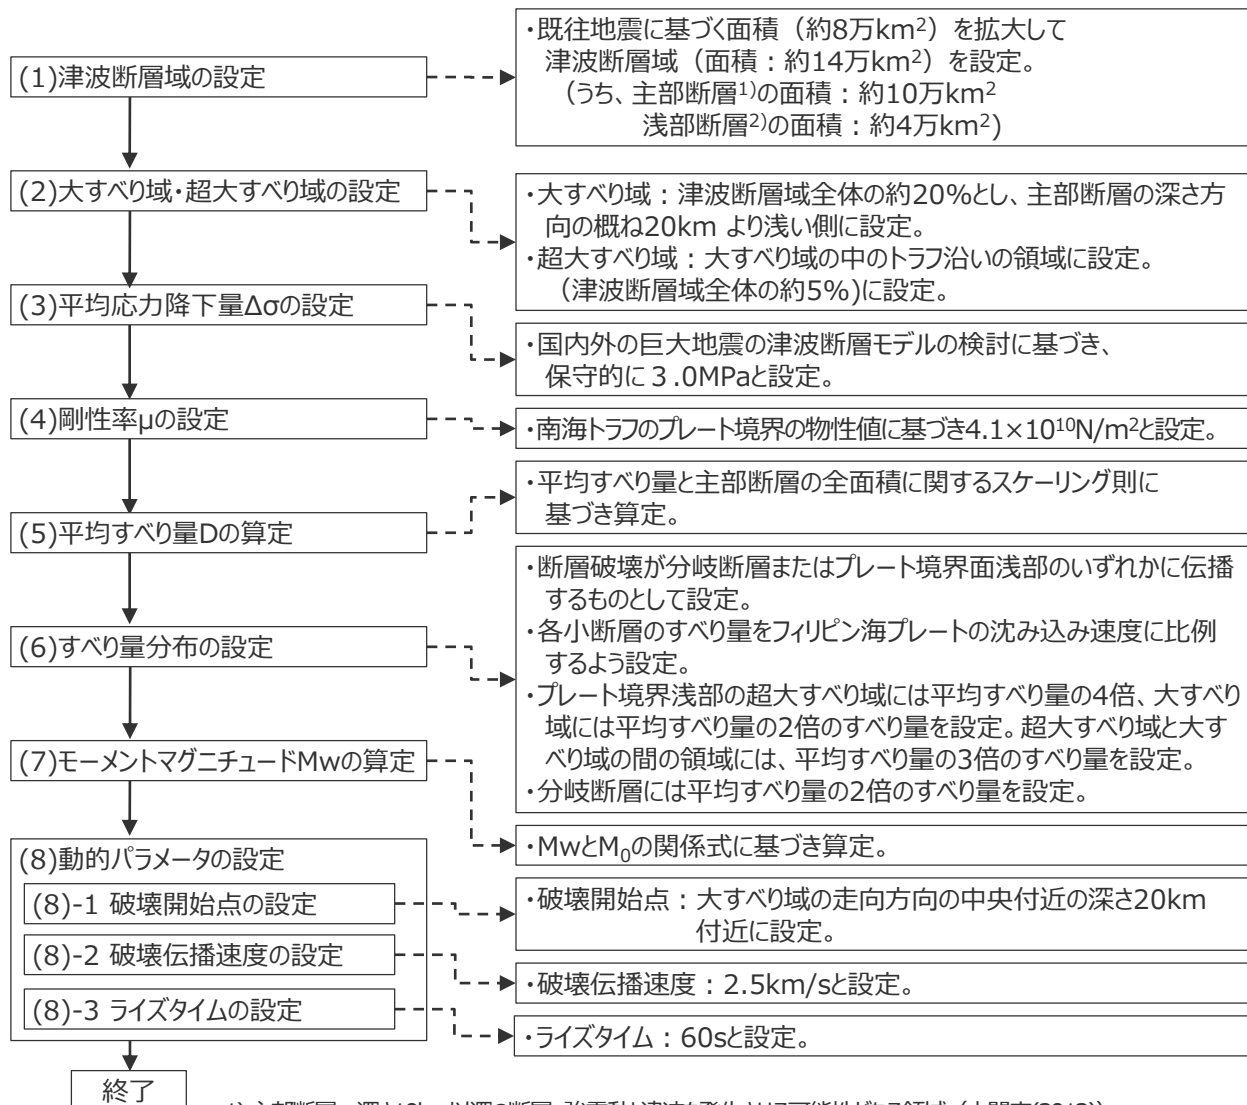 (1)津波断層域の設定
・既往地震に基づく面積（約8万km²）を拡大して
津波断層域（面積：約14万km²）を設定。
（うち、主部断層¹⁾の面積：約10万km²
浅部断層²⁾の面積：約4万km²)
(2)大すべり域・超大すべり域の設定
・大すべり域：津波断層域全体の約20%とし、主部断層の深さ方
向の概ね20km より浅い側に設定。
・超大すべり域：大すべり域の中のトラフ沿いの領域に設定。
（津波断層域全体の約5%)に設定。
(3)平均応力降下量Δσの設定
・国内外の巨大地震の津波断層モデルの検討に基づき、
保守的に３.0MPaと設定。
(4)剛性率μの設定
・南海トラフのプレート境界の物性値に基づき4.1×10¹⁰N/m²と設定。
(5)平均すべり量Dの算定
・平均すべり量と主部断層の全面積に関するスケーリング則に
基づき算定。
(6)すべり量分布の設定
・断層破壊が分岐断層またはプレート境界面浅部のいずれかに伝播
するものとして設定。
・各小断層のすべり量をフィリピン海プレートの沈み込み速度に比例
するよう設定。
・プレート境界浅部の超大すべり域には平均すべり量の4倍、大すべり
域には平均すべり量の2倍のすべり量を設定。超大すべり域と大す
べり域の間の領域には、平均すべり量の3倍のすべり量を設定。
・分岐断層には平均すべり量の2倍のすべり量を設定。
(7)モーメントマグニチュードMwの算定
・MwとM₀の関係式に基づき算定。
(8)動的パラメータの設定
(8)-1 破壊開始点の設定
・破壊開始点：大すべり域の走向方向の中央付近の深さ20km
付近に設定。
(8)-2 破壊伝播速度の設定
・破壊伝播速度：2.5km/sと設定。
(8)-3 ライズタイムの設定
・ライズタイム：60sと設定。
終了